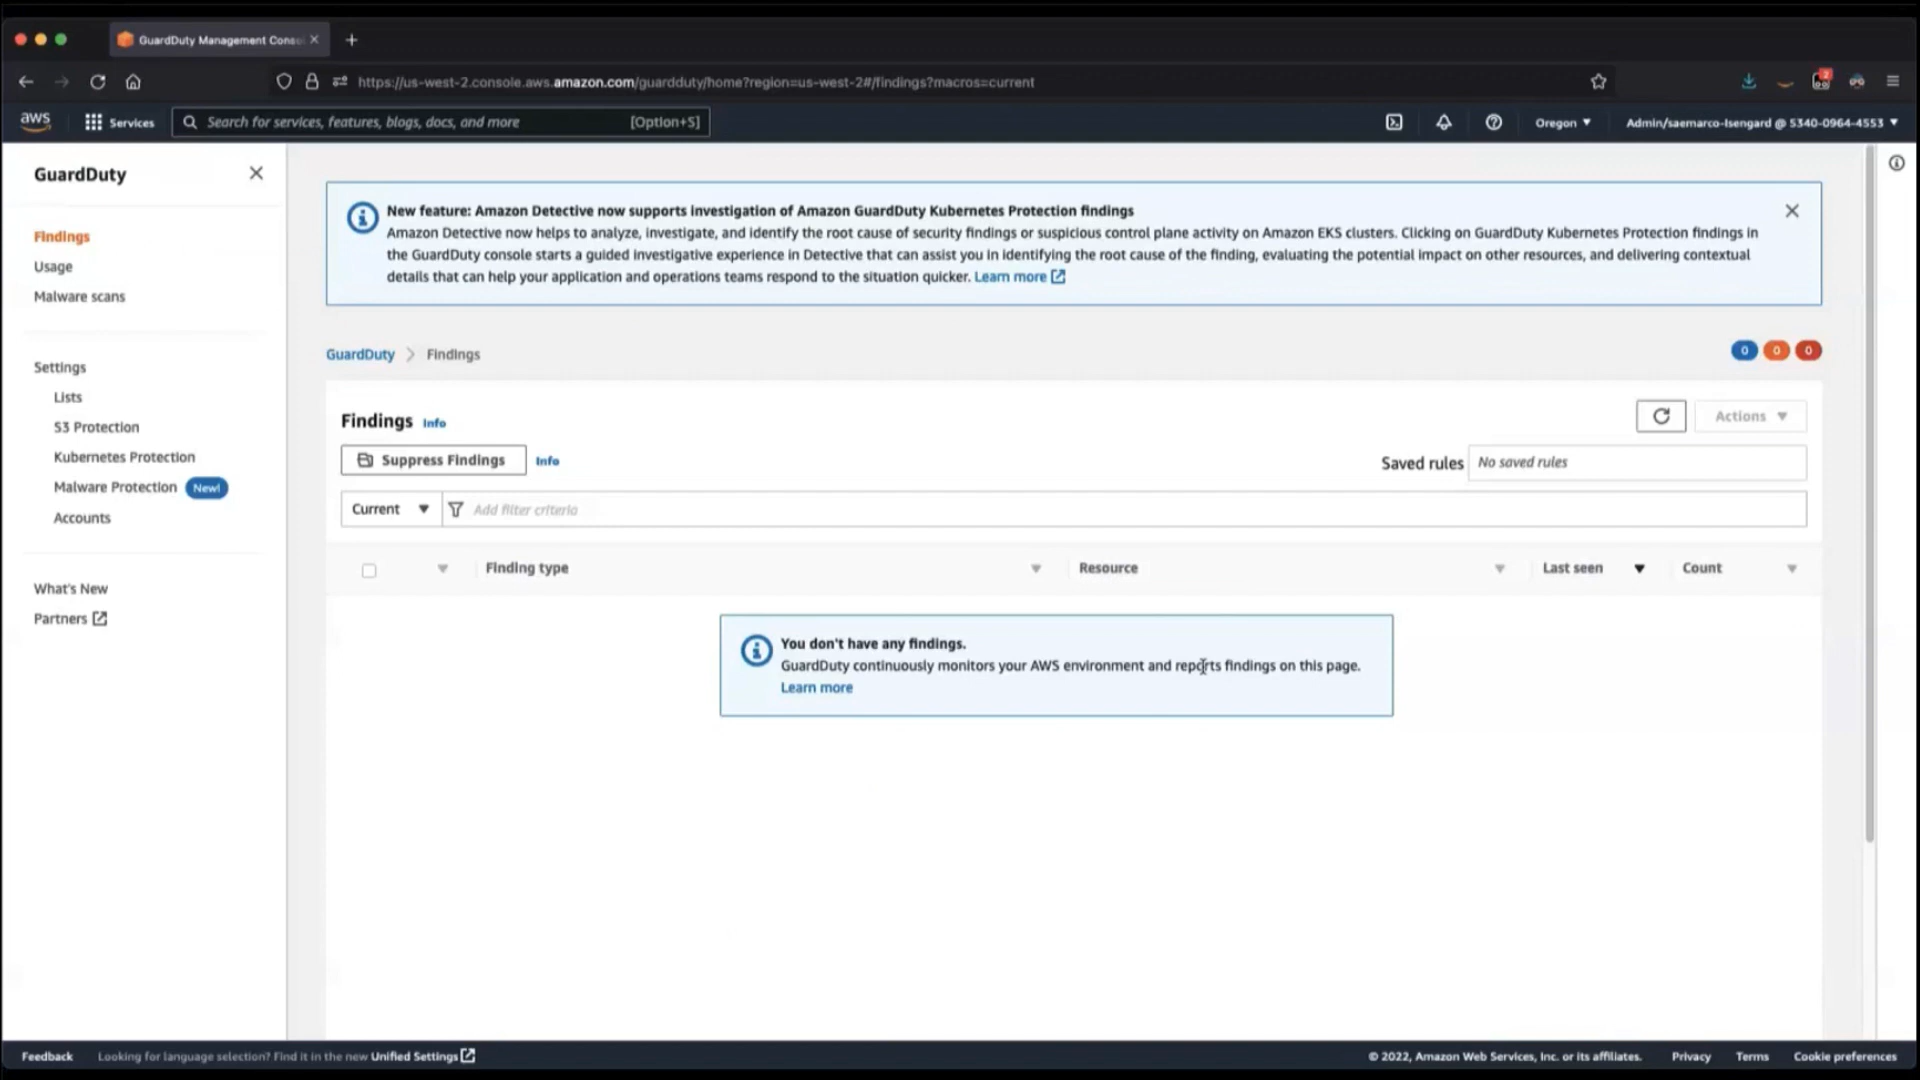 GuardDuty Management Conso
https://us-west-2.console.aws.amazon.com/guardduty/home?region=us-west-2#/findings?macros=current
2
aws
Services
Search for services, features, blogs, docs, and more
[Option+S]
Oregon
Admin/saemarco-Isengard @ 5340-0964-4553
GuardDuty
Findings
Usage
Malware scans
Settings
Lists
S3 Protection
Kubernetes Protection
Malware Protection New!
Accounts
What's New
Partners
New feature: Amazon Detective now supports investigation of Amazon GuardDuty Kubernetes Protection findings
Amazon Detective now helps to analyze, investigate, and identify the root cause of security findings or suspicious control plane activity on Amazon EKS clusters. Clicking on GuardDuty Kubernetes Protection findings in
the GuardDuty console starts a guided investigative experience in Detective that can assist you in identifying the root cause of the finding, evaluating the potential impact on other resources, and delivering contextual
details that can help your application and operations teams respond to the situation quicker. Learn more
GuardDuty > Findings
0 0 0
Findings Info
Actions
Suppress Findings Info
Saved rules No saved rules
Current Add filter criteria
Finding type Resource Last seen Count
You don't have any findings.
GuardDuty continuously monitors your AWS environment and reports findings on this page.
Learn more
Feedback
Looking for language selection? Find it in the new Unified Settings
© 2022, Amazon Web Services, Inc. or its affiliates.
Privacy
Terms
Cookie preferences